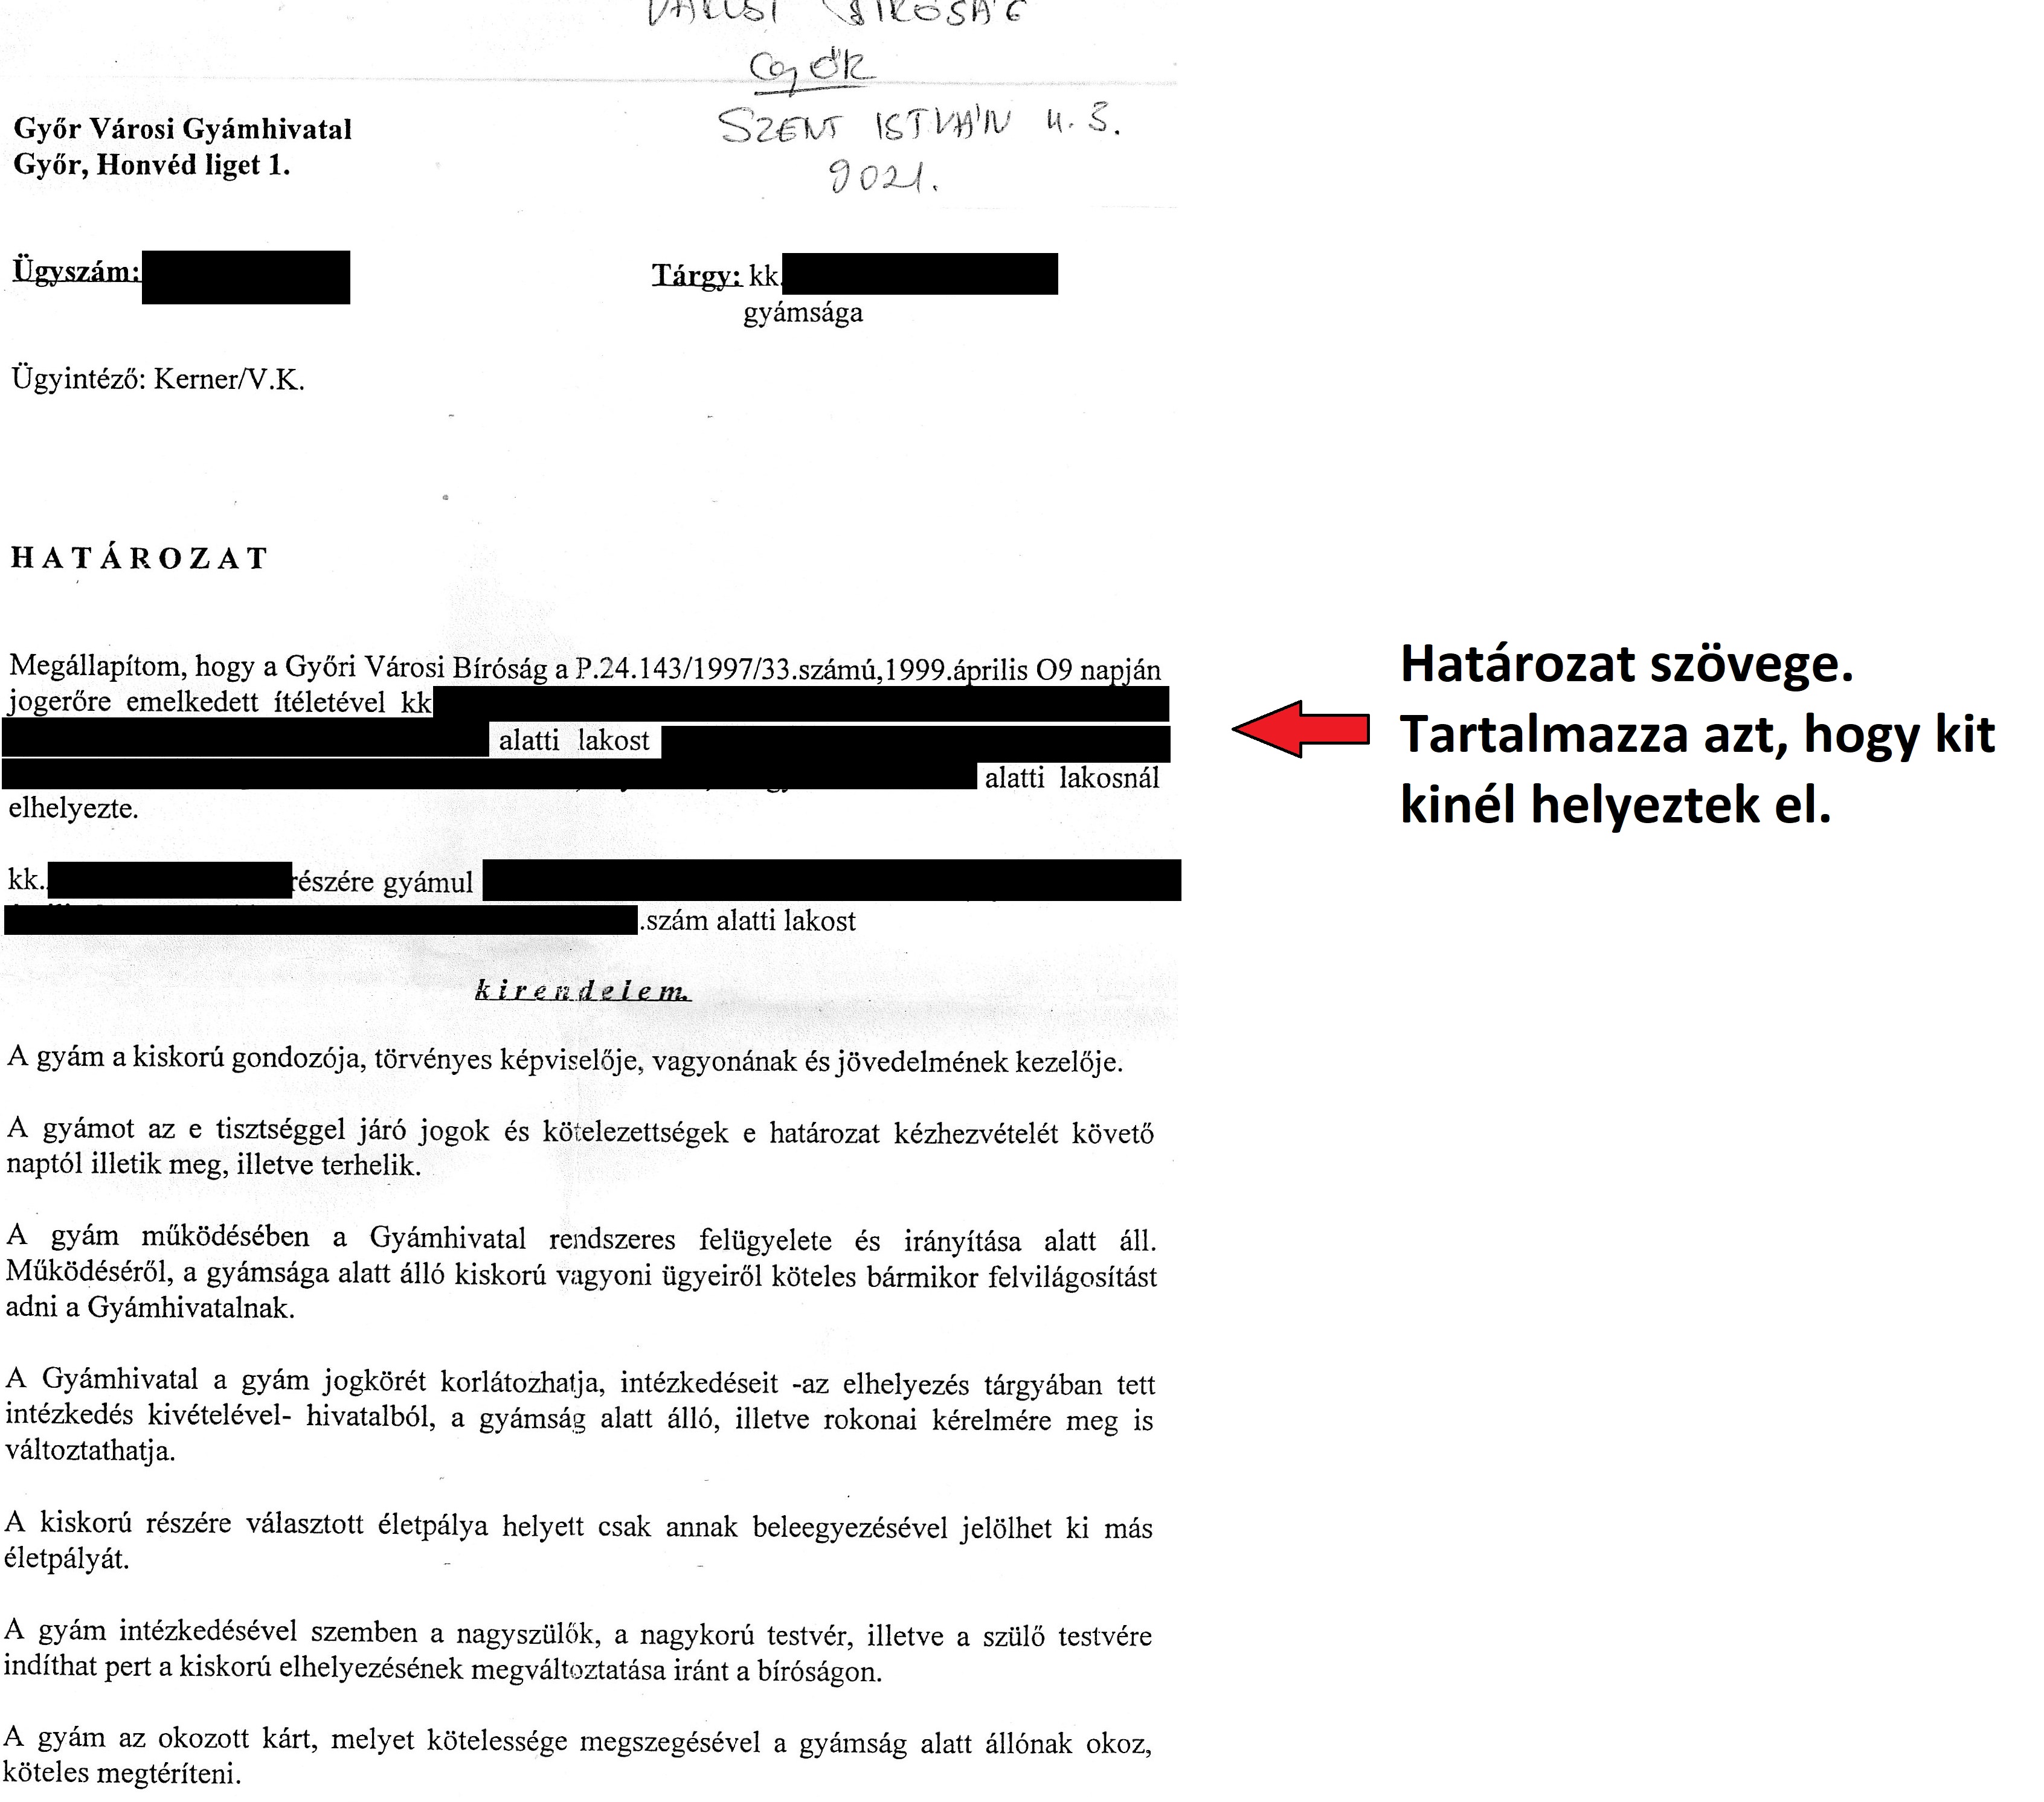 VÁROSI BÍRÓSÁG
GYŐR
SZENT ISTVÁN u. 3.
9021.
Győr Városi Gyámhivatal
Győr, Honvéd liget 1.
Ügyszám:
Tárgy: kk.
gyámsága
Ügyintéző: Kerner/V.K.
HATÁROZAT
Megállapítom, hogy a Győri Városi Bíróság a P.24.143/1997/33.számú,1999.április O9 napján
jogerőre emelkedett ítéletével kk
alatti lakost
alatti lakosnál
elhelyezte.
Határozat szövege.
Tartalmazza azt, hogy kit
kinél helyeztek el.
kk. részére gyámul
.szám alatti lakost
kirendelem.
A gyám a kiskorú gondozója, törvényes képviselője, vagyonának és jövedelmének kezelője.
A gyámot az e tisztséggel járó jogok és kötelezettségek e határozat kézhezvételét követő
naptól illetik meg, illetve terhelik.
A gyám működésében a Gyámhivatal rendszeres felügyelete és irányítása alatt áll.
Működéséről, a gyámsága alatt álló kiskorú vagyoni ügyeiről köteles bármikor felvilágosítást
adni a Gyámhivatalnak.
A Gyámhivatal a gyám jogkörét korlátozhatja, intézkedéseit -az elhelyezés tárgyában tett
intézkedés kivételével- hivatalból, a gyámság alatt álló, illetve rokonai kérelmére meg is
változtathatja.
A kiskorú részére választott életpálya helyett csak annak beleegyezésével jelölhet ki más
életpályát.
A gyám intézkedésével szemben a nagyszülők, a nagykorú testvér, illetve a szülő testvére
indíthat pert a kiskorú elhelyezésének megváltoztatása iránt a bíróságon.
A gyám az okozott kárt, melyet kötelessége megszegésével a gyámság alatt állónak okoz,
köteles megtéríteni.